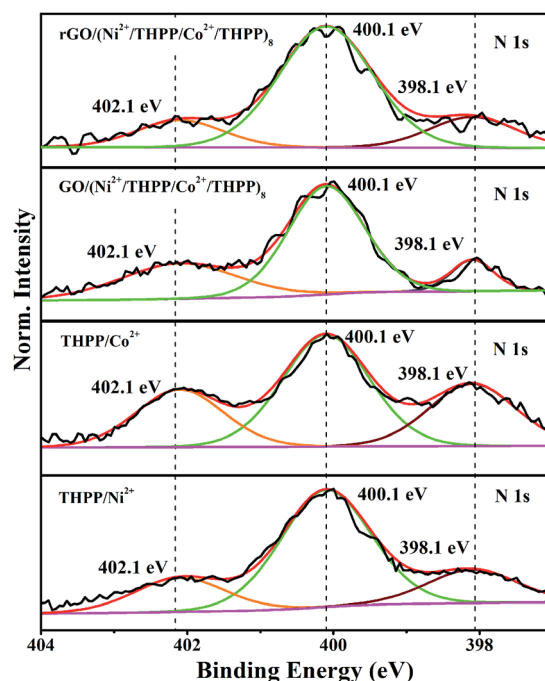 rGO/(Ni²⁺/THPP/Co²⁺/THPP)₈
400.1 eV
N 1s
402.1 eV
398.1 eV
GO/(Ni²⁺/THPP/Co²⁺/THPP)₈
400.1 eV
N 1s
402.1 eV
398.1 eV
THPP/Co²⁺
400.1 eV
N 1s
402.1 eV
398.1 eV
THPP/Ni²⁺
400.1 eV
N 1s
402.1 eV
398.1 eV
Norm. Intensity
404 402 400 398
Binding Energy (eV)